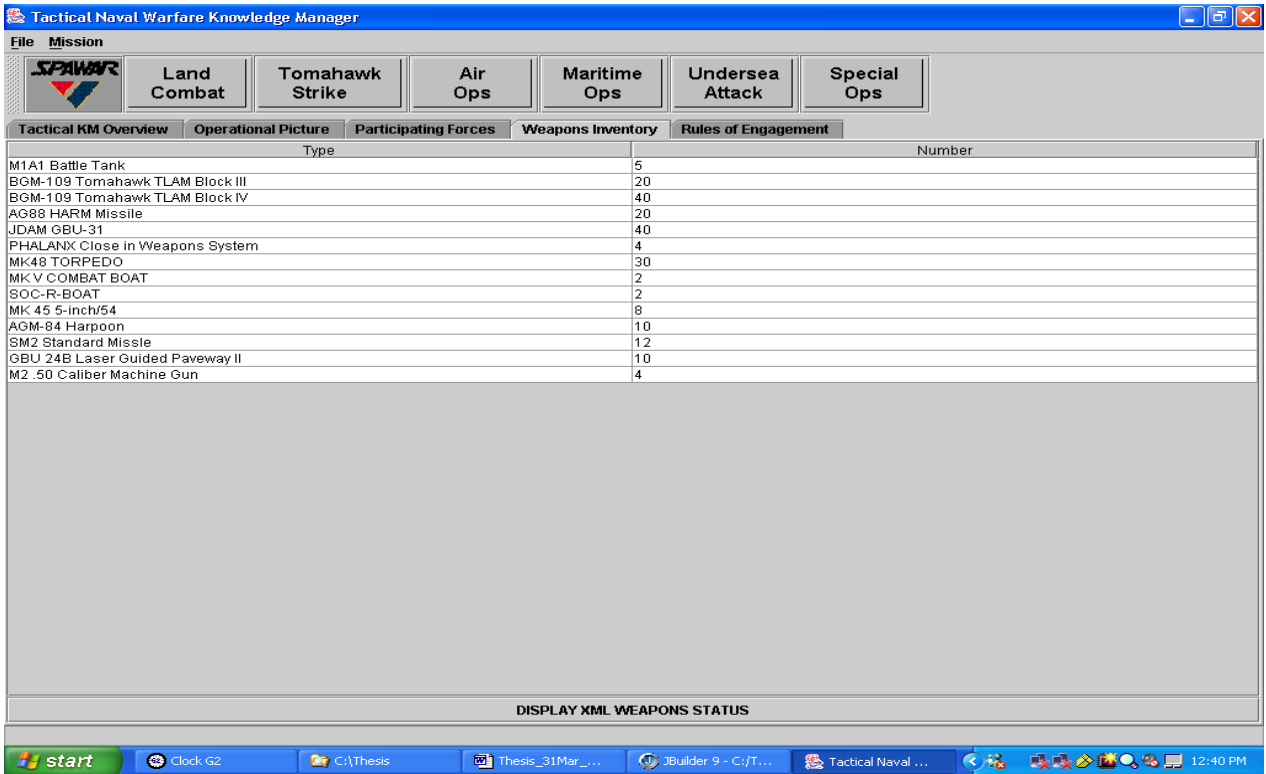 Tactical Naval Warfare Knowledge Manager
File Mission
SPAWAR
Land Combat
Tomahawk Strike
Air Ops
Maritime Ops
Undersea Attack
Special Ops
Tactical KM Overview Operational Picture Participating Forces Weapons Inventory Rules of Engagement
Type Number
M1A1 Battle Tank 5
BGM-109 Tomahawk TLAM Block III 20
BGM-109 Tomahawk TLAM Block IV 40
AG88 HARM Missile 20
JDAM GBU-31 40
PHALANX Close in Weapons System 4
MK48 TORPEDO 30
MK V COMBAT BOAT 2
SOC-R-BOAT 2
MK 45 5-inch/54 8
AGM-84 Harpoon 10
SM2 Standard Missle 12
GBU 24B Laser Guided Paveway II 10
M2 .50 Caliber Machine Gun 4
DISPLAY XML WEAPONS STATUS
start Clock G2 C:\Thesis Thesis_31Mar_... JBuilder 9 - C:/T... Tactical Naval ... 12:40 PM